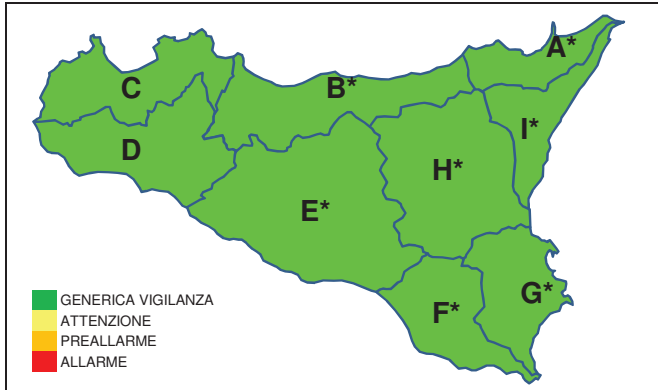 A*
C
B*
I*
D
H*
E*
G*
F*
GENERICA VIGILANZA
ATTENZIONE
PREALLARME
ALLARME